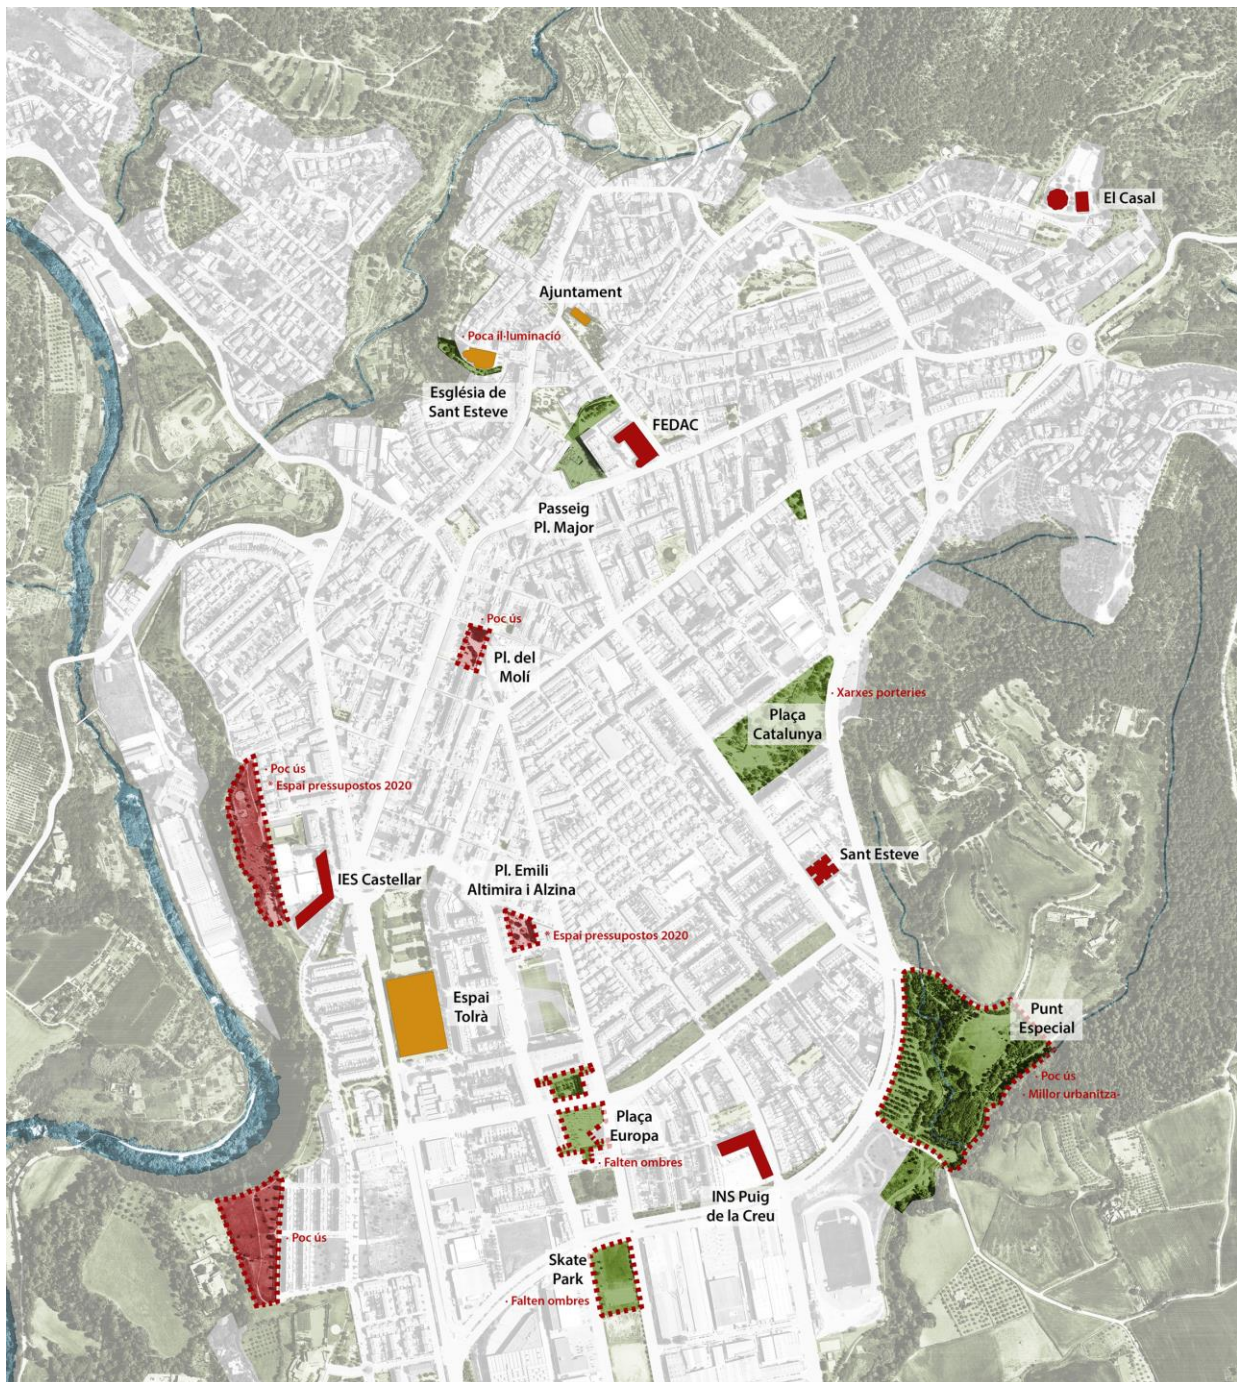 El Casal
Ajuntament
· Poca il·luminació
Església de
Sant Esteve
FEDAC
Passeig
Pl. Major
· Poc ús
Pl. del
Molí
· Xarxes porteries
Plaça
Catalunya
· Poc ús
* Espai pressupostos 2020
Sant Esteve
Pl. Emili
Altimira i Alzina
IES Castellar
* Espai pressupostos 2020
Espai
Tolrà
Punt
Especial
· Poc ús
· Millor urbanitza-
Plaça
Europa
· Falten ombres
INS Puig
de la Creu
· Poc ús
Skate
Park
· Falten ombres